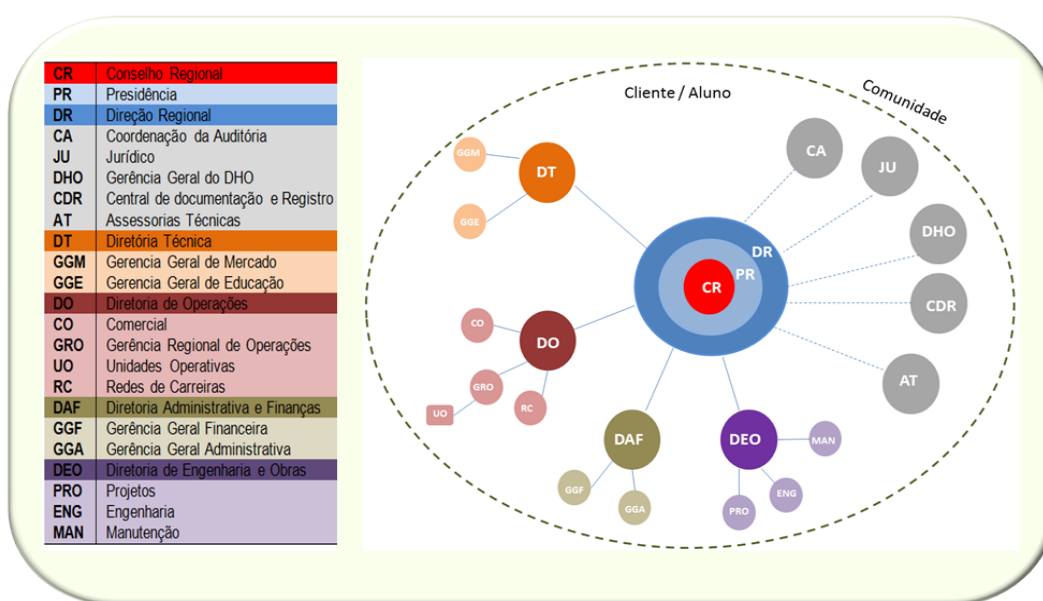 CR Conselho Regional
PR Presidência
DR Direção Regional
CA Coordenação da Auditória
JU Jurídico
DHO Gerência Geral do DHO
CDR Central de documentação e Registro
AT Assessorias Técnicas
DT Diretória Técnica
GGM Gerencia Geral de Mercado
GGE Gerencia Geral de Educação
DO Diretoria de Operações
CO Comercial
GRO Gerência Regional de Operações
UO Unidades Operativas
RC Redes de Carreiras
DAF Diretoria Administrativa e Finanças
GGF Gerência Geral Financeira
GGA Gerência Geral Administrativa
DEO Diretoria de Engenharia e Obras
PRO Projetos
ENG Engenharia
MAN Manutenção
Cliente / Aluno
Comunidade
GGM
DT
GGE
CA
JU
DHO
CDR
AT
DR
PR
CR
CO
DO
GRO
UO
RC
DAF
GGF
GGA
DEO
MAN
ENG
PRO